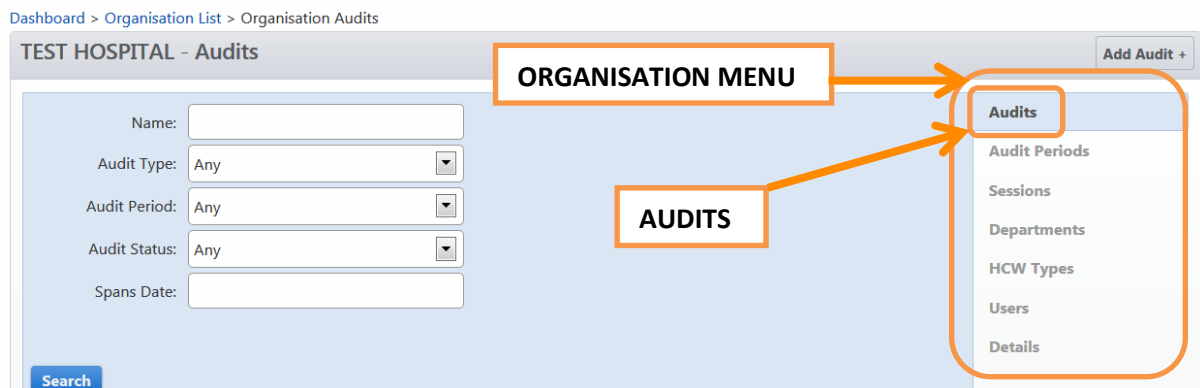 Dashboard > Organisation List > Organisation Audits
TEST HOSPITAL - Audits
Add Audit +
ORGANISATION MENU
Name:
Audit Type: Any
Audit Period: Any
Audit Status: Any
Spans Date:
Search
AUDITS
Audits
Audit Periods
Sessions
Departments
HCW Types
Users
Details